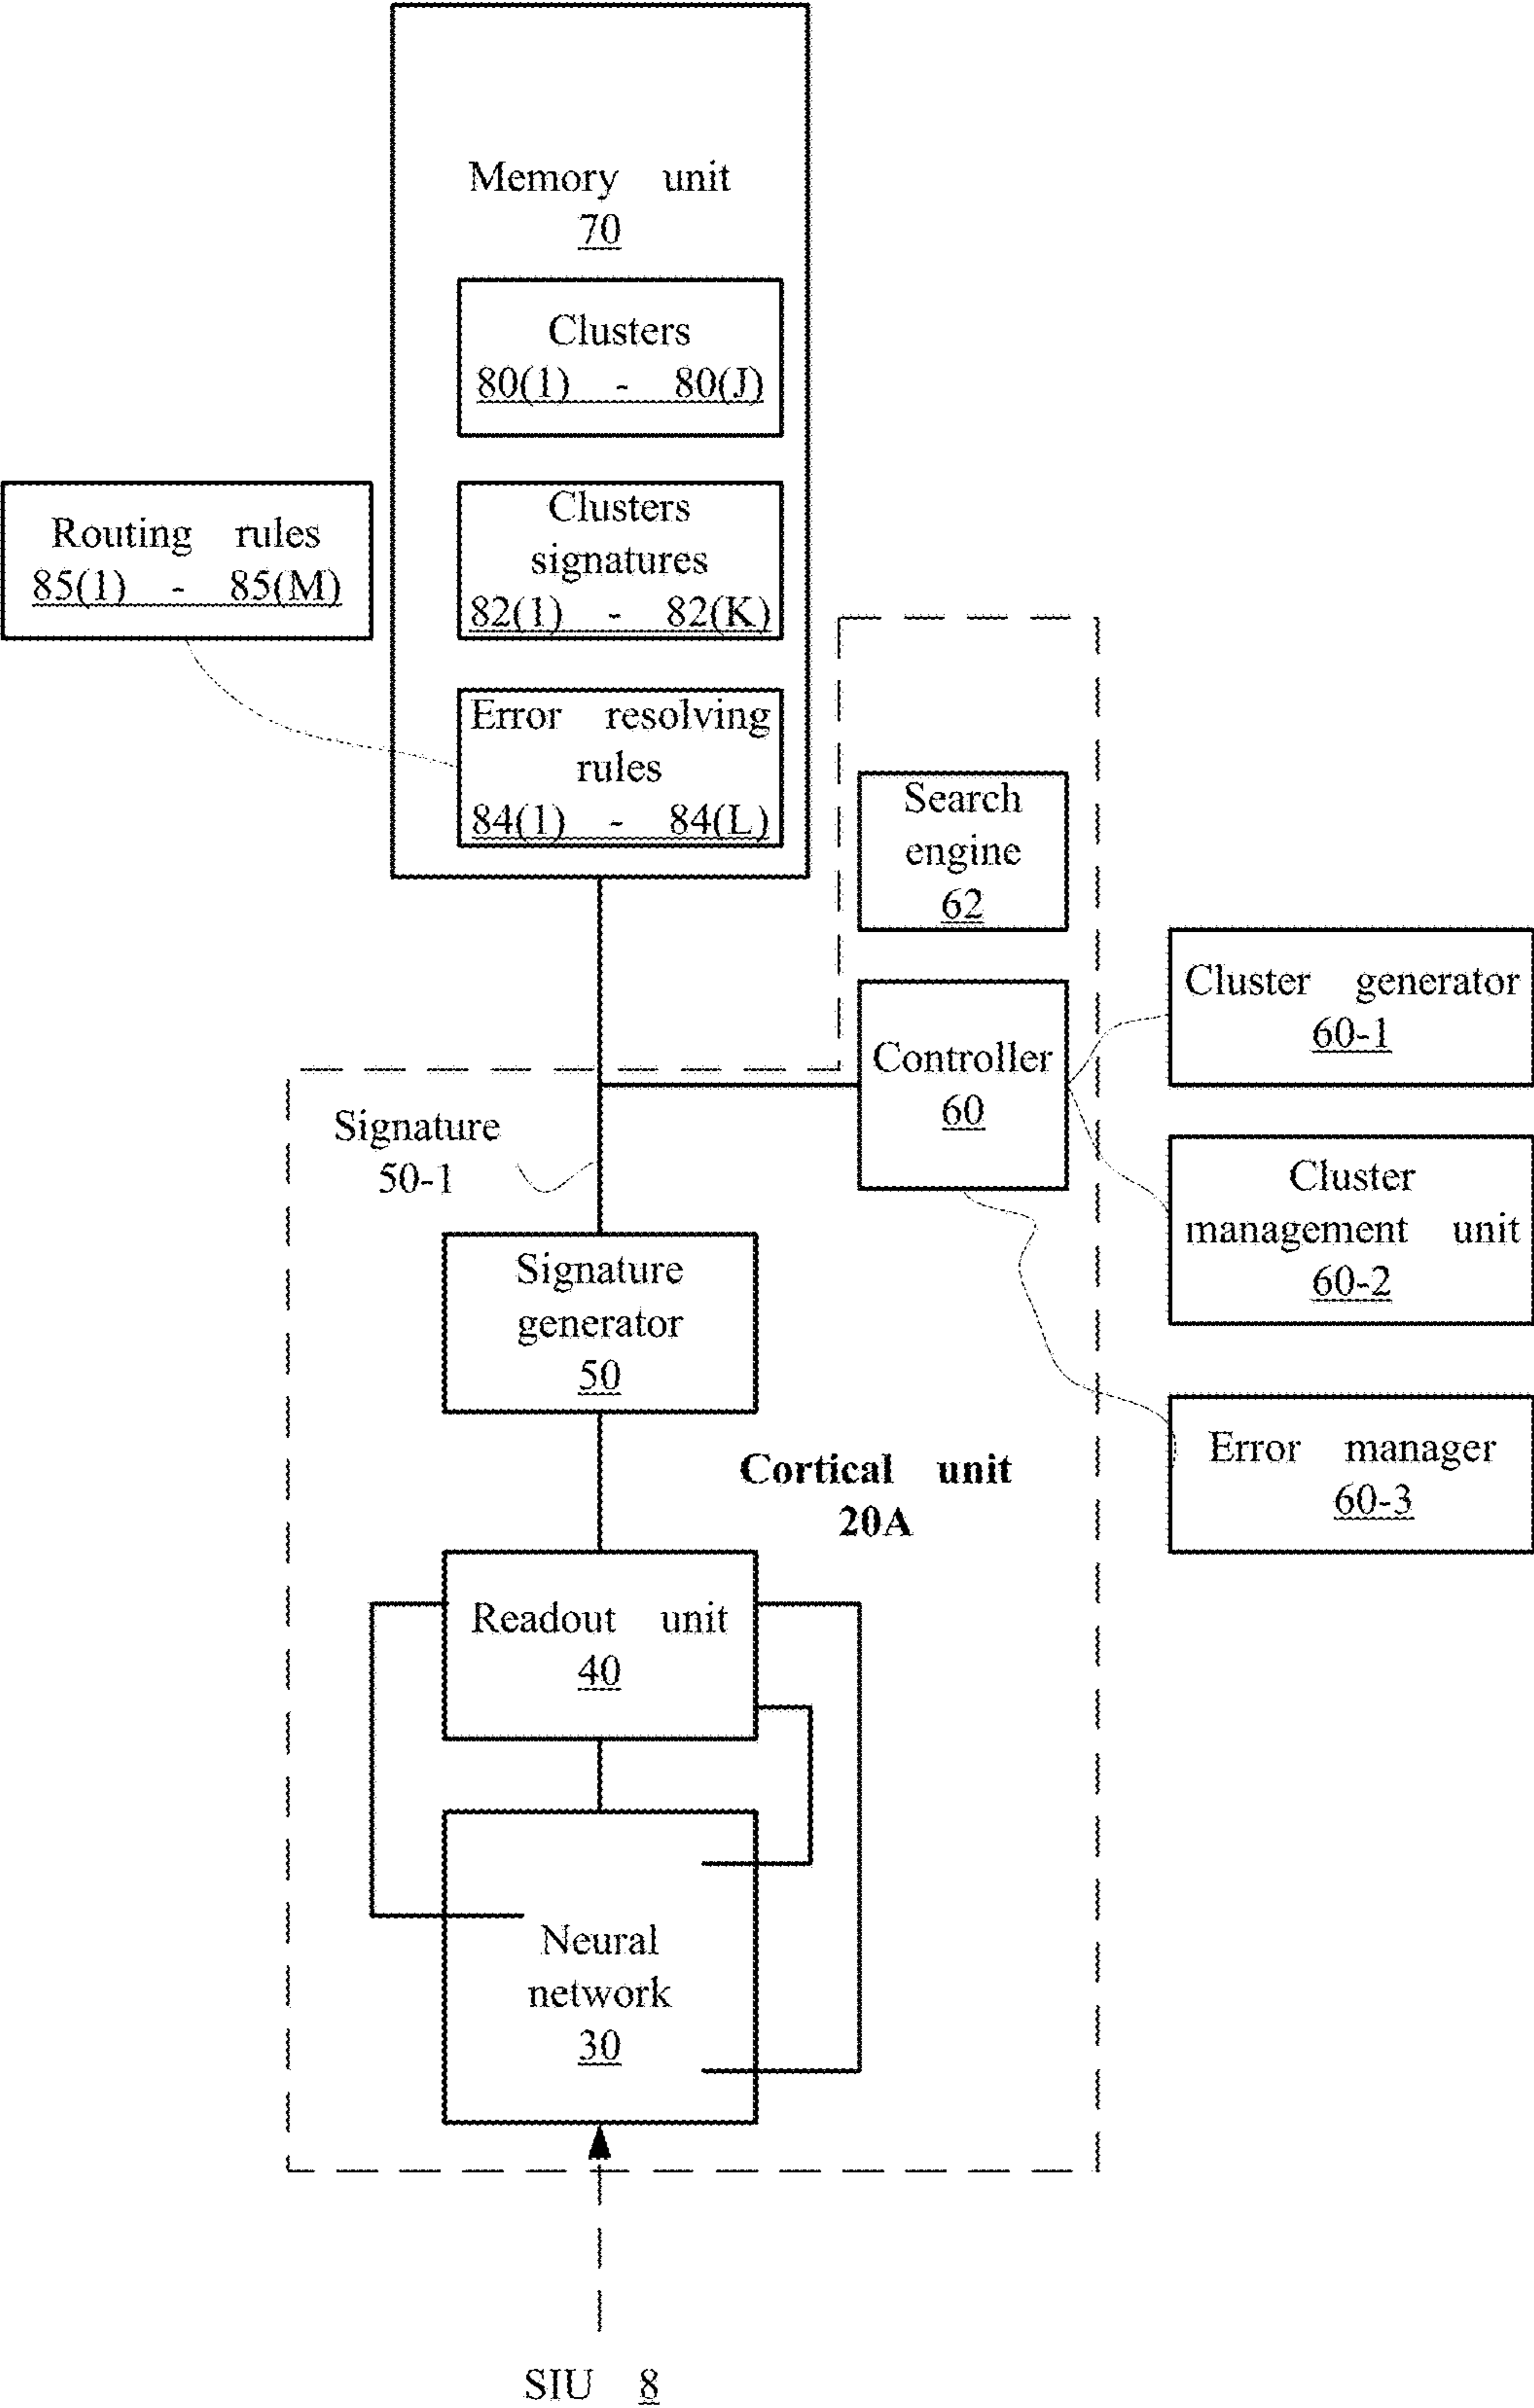 Memory unit
70
Clusters
80(1) - 80(J)
Routing rules
85(1) - 85(M)
Clusters
signatures
82(1) - 82(K)
Error resolving
rules
84(1) - 84(L)
Search
engine
62
Cluster generator
60-1
Controller
60
Signature
50-1
Cluster
management unit
60-2
Signature
generator
50
Error manager
60-3
Cortical unit
20A
Readout unit
40
Neural
network
30
SIU 8